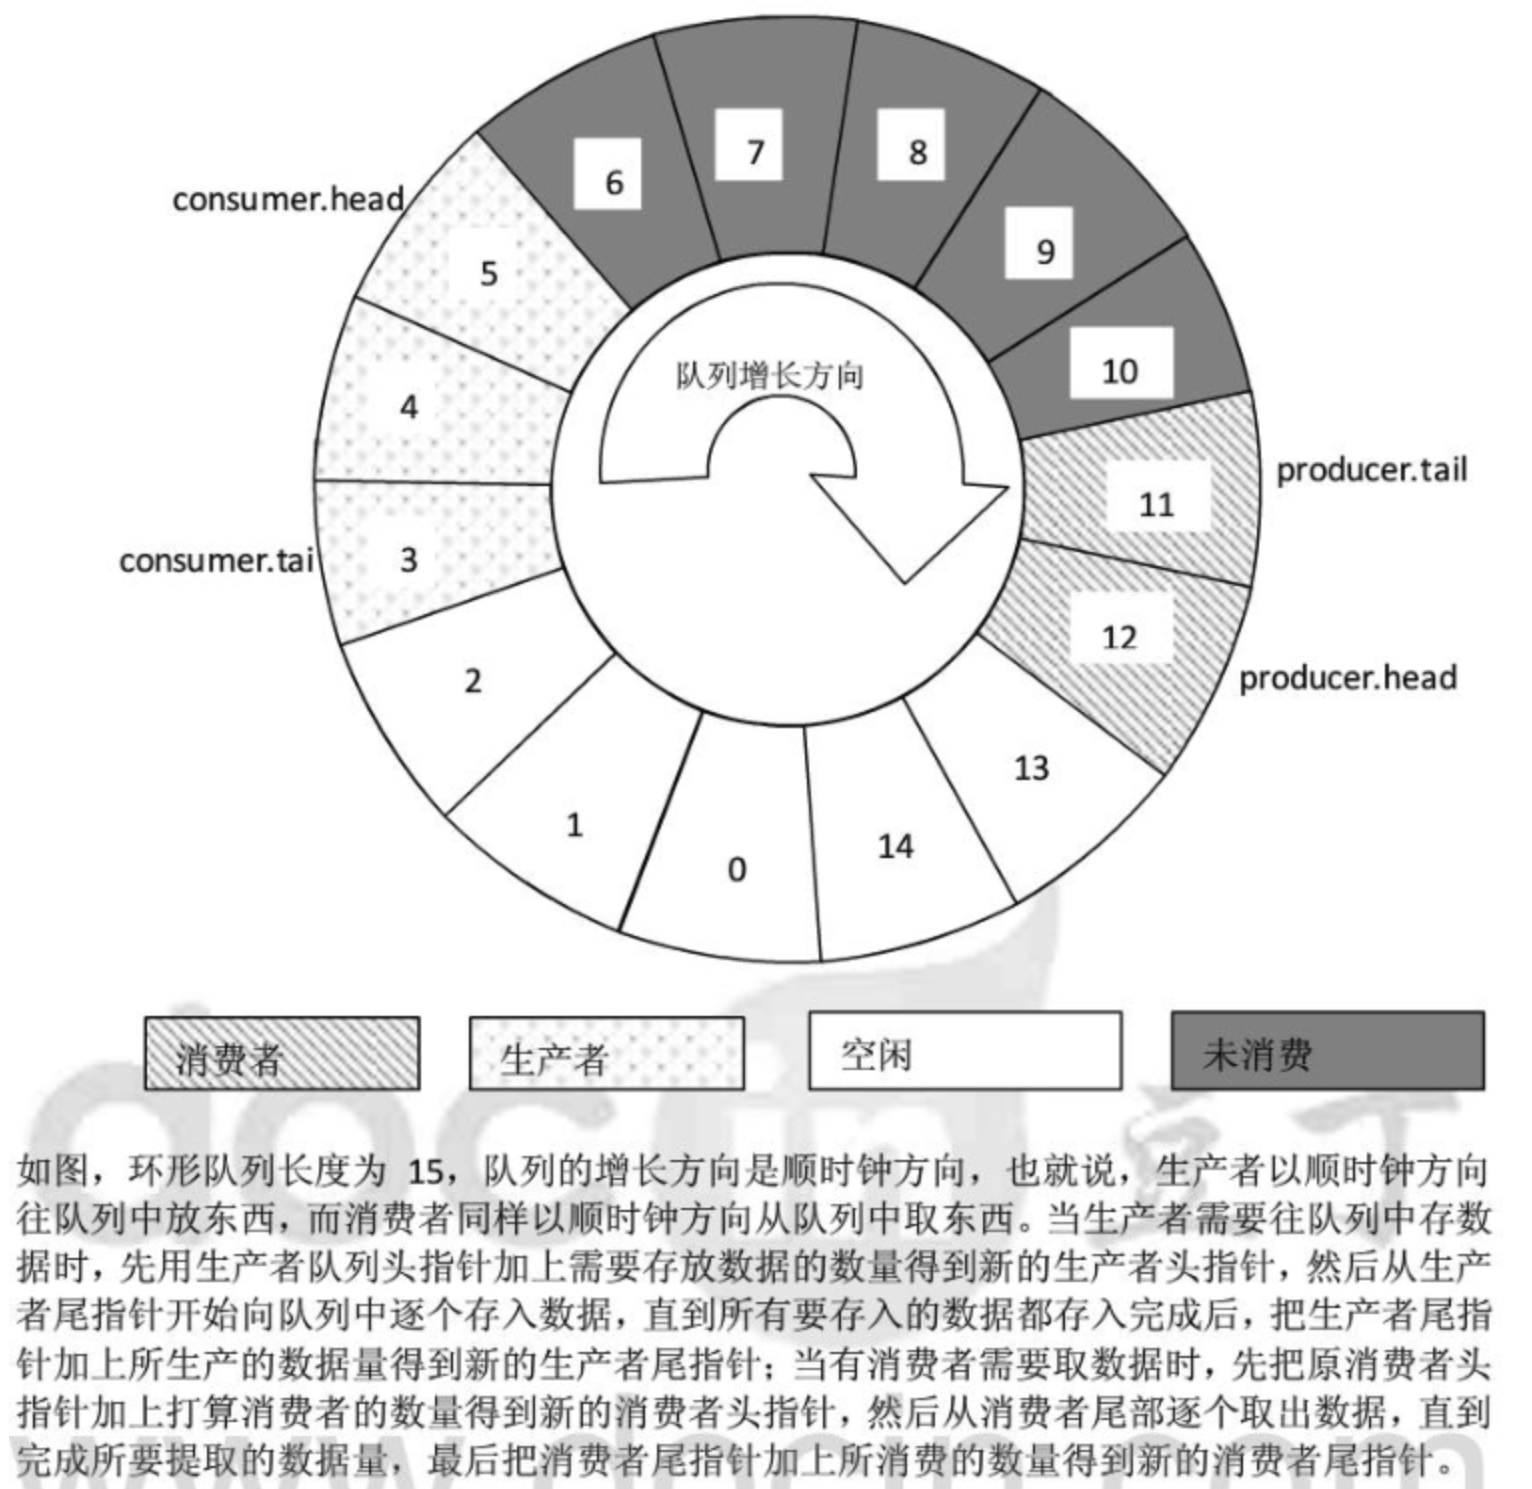 7
8
6
9
consumer.head
5
10
队列增长方向
4
producer.tail
11
consumer.tai
3
12
producer.head
2
13
1
14
0
消费者
生产者
空闲
未消费
如图，环形队列长度为 15，队列的增长方向是顺时钟方向，也就说，生产者以顺时钟方向
往队列中放东西，而消费者同样以顺时钟方向从队列中取东西。当生产者需要往队列中存数
据时，先用生产者队列头指针加上需要存放数据的数量得到新的生产者头指针，然后从生产
者尾指针开始向队列中逐个存入数据，直到所有要存入的数据都存入完成后，把生产者尾指
针加上所生产的数据量得到新的生产者尾指针；当有消费者需要取数据时，先把原消费者头
指针加上打算消费者的数量得到新的消费者头指针，然后从消费者尾部逐个取出数据，直到
完成所要提取的数据量，最后把消费者尾指针加上所消费的数量得到新的消费者尾指针。
docin 豆丁
www.docin.com